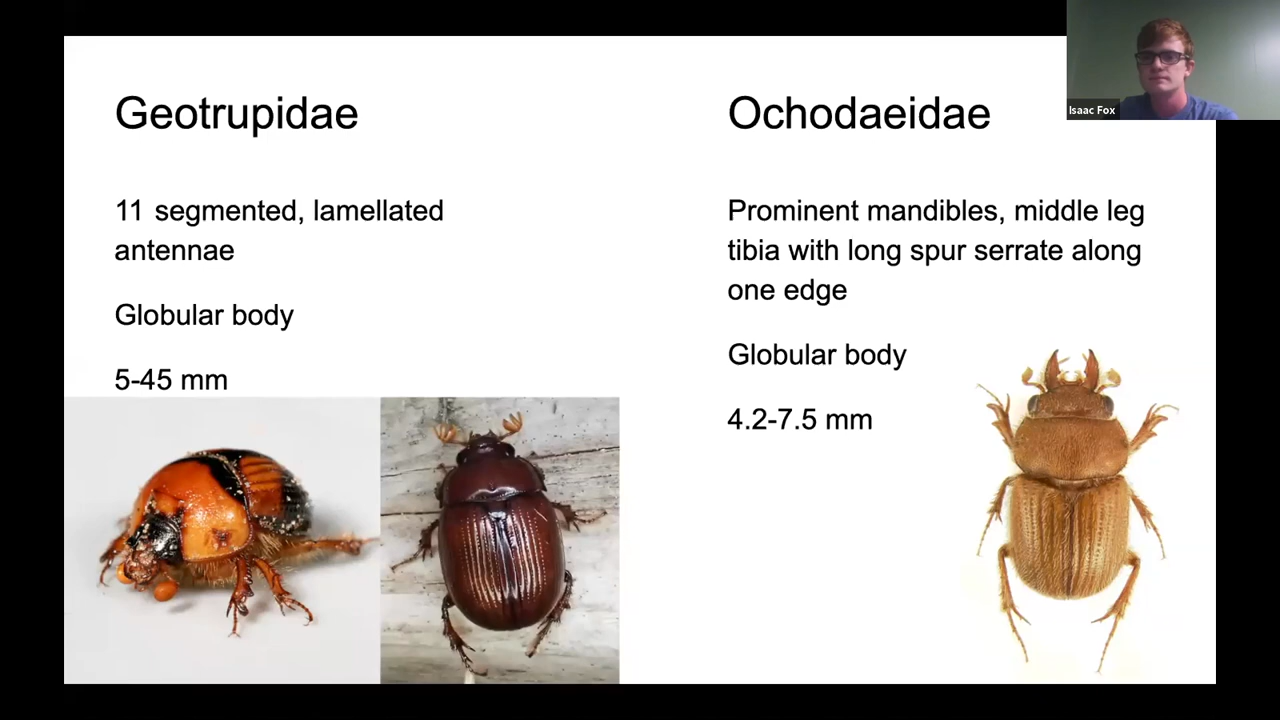 Geotrupidae
11 segmented, lamellated
antennae
Globular body
5-45 mm
Ochodaeidae
Prominent mandibles, middle leg
tibia with long spur serrate along
one edge
Globular body
4.2-7.5 mm
Isaac Fox